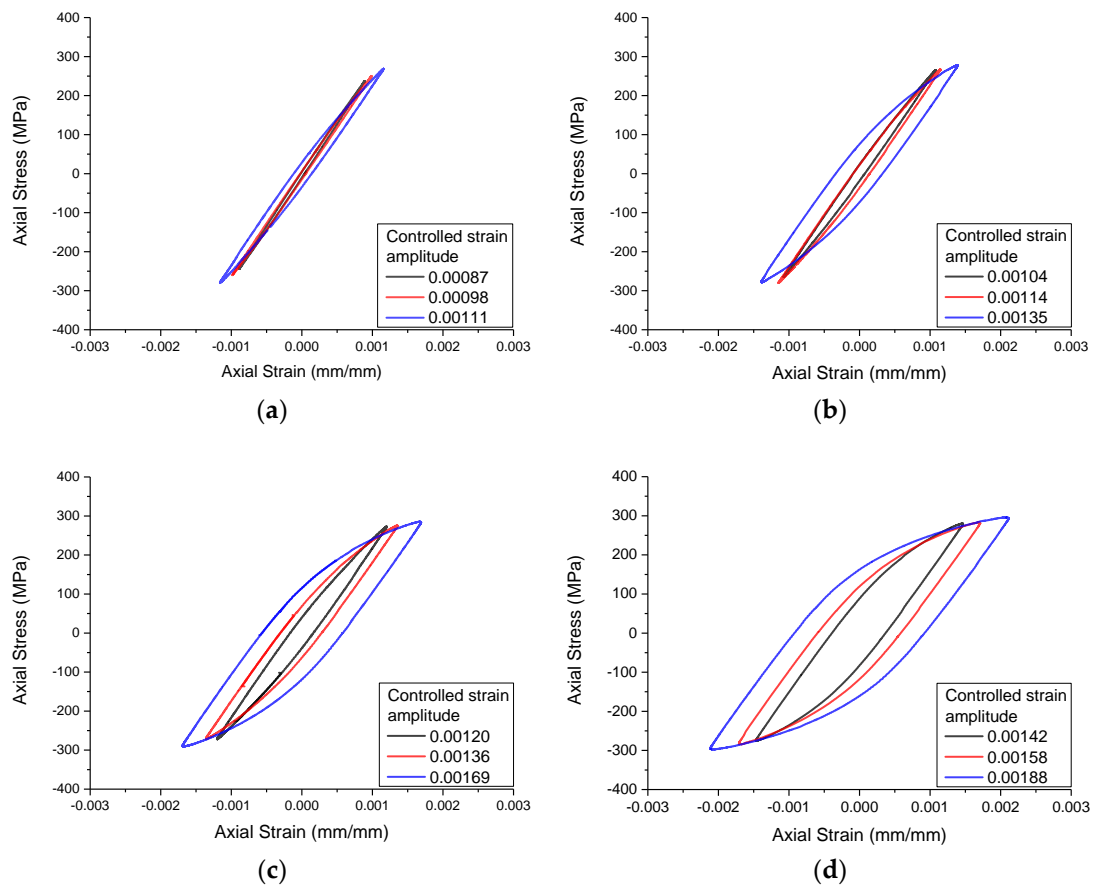 400
300
200
100
0
-100
-200
-300
-400
Axial Stress (MPa)
-0.003 -0.002 -0.001 0.000 0.001 0.002 0.003
Axial Strain (mm/mm)
Controlled strain
amplitude
0.00087
0.00098
0.00111
(a)
400
300
200
100
0
-100
-200
-300
-400
Axial Stress (MPa)
-0.003 -0.002 -0.001 0.000 0.001 0.002 0.003
Axial Strain (mm/mm)
Controlled strain
amplitude
0.00104
0.00114
0.00135
(b)
400
300
200
100
0
-100
-200
-300
-400
Axial Stress (MPa)
-0.003 -0.002 -0.001 0.000 0.001 0.002 0.003
Axial Strain (mm/mm)
Controlled strain
amplitude
0.00120
0.00136
0.00169
(c)
400
300
200
100
0
-100
-200
-300
-400
Axial Stress (MPa)
-0.003 -0.002 -0.001 0.000 0.001 0.002 0.003
Axial Strain (mm/mm)
Controlled strain
amplitude
0.00142
0.00158
0.00188
(d)